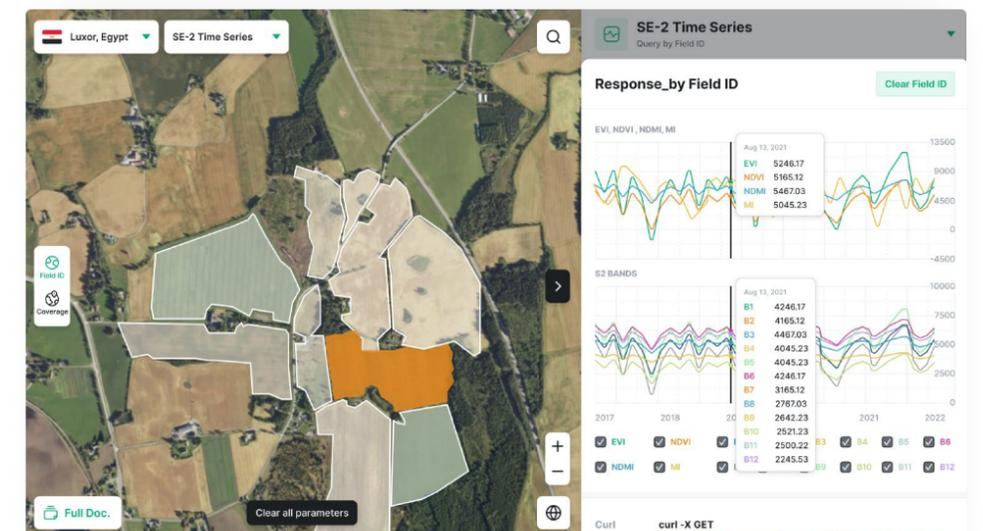 Luxor, Egypt
SE-2 Time Series
SE-2 Time Series
Query by Field ID
Response_by Field ID
Clear Field ID
EVI, NDVI , NDMI, MI
13500
9000
4500
0
-4500
Aug 13, 2021
EVI 5246.17
NDVI 5165.12
NDMI 5467.03
MI 5045.23
Field ID
Coverage
S2 BANDS
10000
7500
5000
2500
0
Aug 13, 2021
B1 4246.17
B2 4165.12
B3 4467.03
B4 4045.23
B5 4045.23
B6 4246.17
B7 3165.12
B8 2767.03
B9 2642.23
B10 2521.23
B11 2500.22
B12 2245.53
2017 2018 20 2021 2022
EVI NDVI B3 B4 B5 B6
NDMI MI B9 B10 B11 B12
Full Doc.
Clear all parameters
Curl curl -X GET